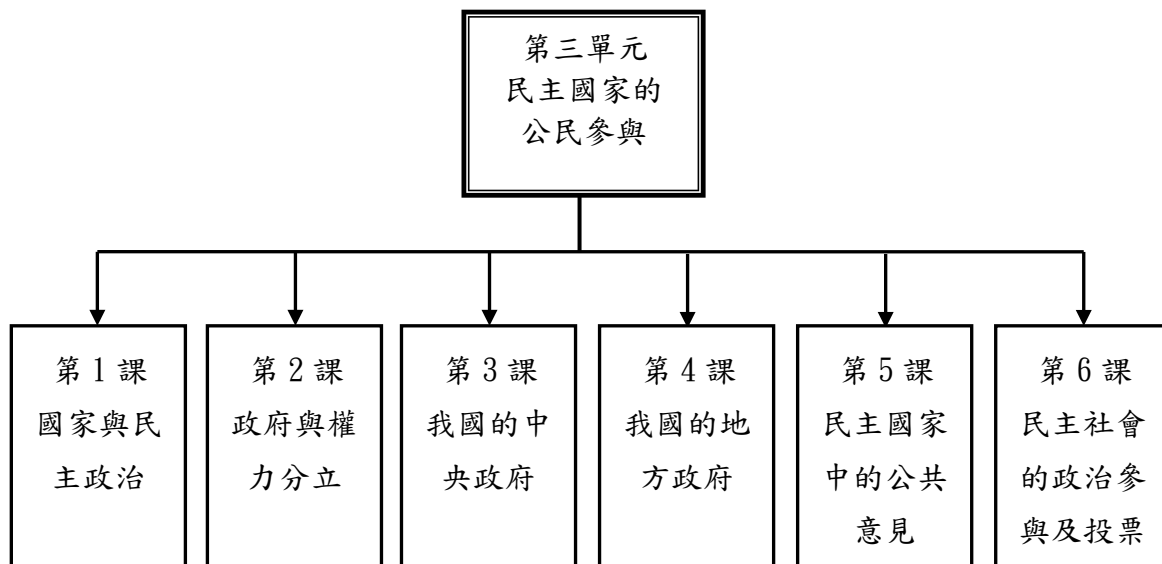 第三單元
民主國家的
公民參與
第 1 課
國家與民
主政治
第 2 課
政府與權
力分立
第 3 課
我國的中
央政府
第 4 課
我國的地
方政府
第 5 課
民主國家
中的公共
意見
第 6 課
民主社會
的政治參
與及投票